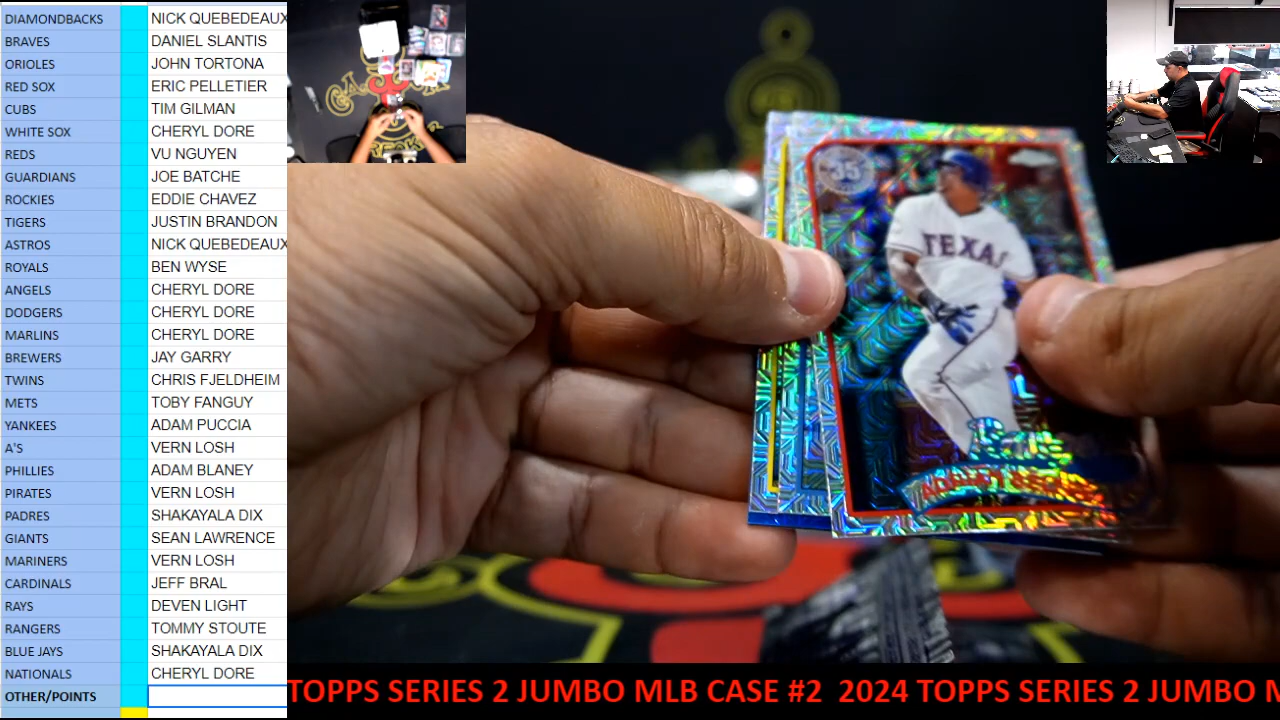 DIAMONDBACKS NICK QUEBEDEAUX
BRAVES DANIEL SLANTIS
ORIOLES JOHN TORTONA
RED SOX ERIC PELLETIER
CUBS TIM GILMAN
WHITE SOX CHERYL DORE
REDS VU NGUYEN
GUARDIANS JOE BATCHE
ROCKIES EDDIE CHAVEZ
TIGERS JUSTIN BRANDON
ASTROS NICK QUEBEDEAUX
ROYALS BEN WYSE
ANGELS CHERYL DORE
DODGERS CHERYL DORE
MARLINS CHERYL DORE
BREWERS JAY GARRY
TWINS CHRIS FJELDHEIM
METS TOBY FANGUY
YANKEES ADAM PUCCIA
A'S VERN LOSH
PHILLIES ADAM BLANEY
PIRATES VERN LOSH
PADRES SHAKAYALA DIX
GIANTS SEAN LAWRENCE
MARINERS VERN LOSH
CARDINALS JEFF BRAL
RAYS DEVEN LIGHT
RANGERS TOMMY STOUTE
BLUE JAYS SHAKAYALA DIX
NATIONALS CHERYL DORE
OTHER/POINTS
35
TEXAS
TOPPS SERIES 2 JUMBO MLB CASE #2 2024 TOPPS SERIES 2 JUMBO